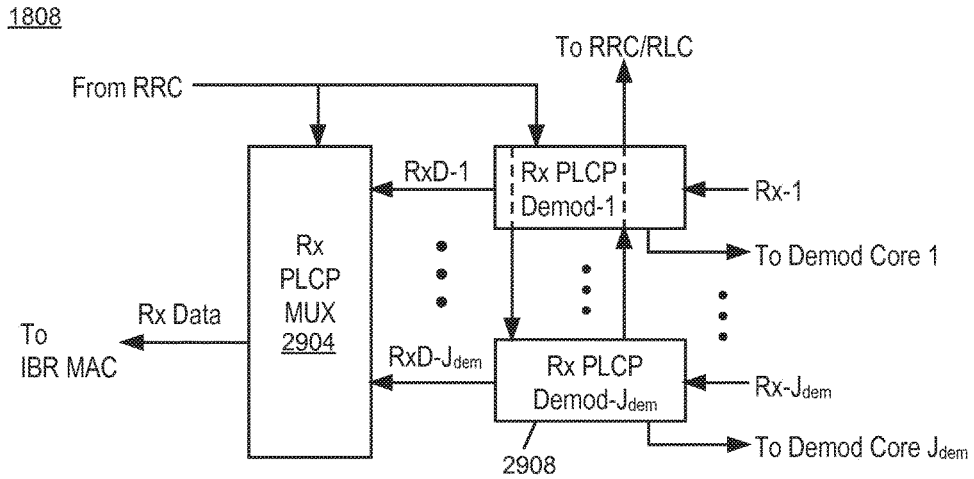 1808
To RRC/RLC
From RRC
RxD-1
Rx PLCP
Demod-1
Rx-1
To Demod Core 1
Rx
PLCP
MUX
2904
Rx Data
To
IBR MAC
RxD-Jdem
Rx PLCP
Demod-Jdem
Rx-Jdem
To Demod Core Jdem
2908